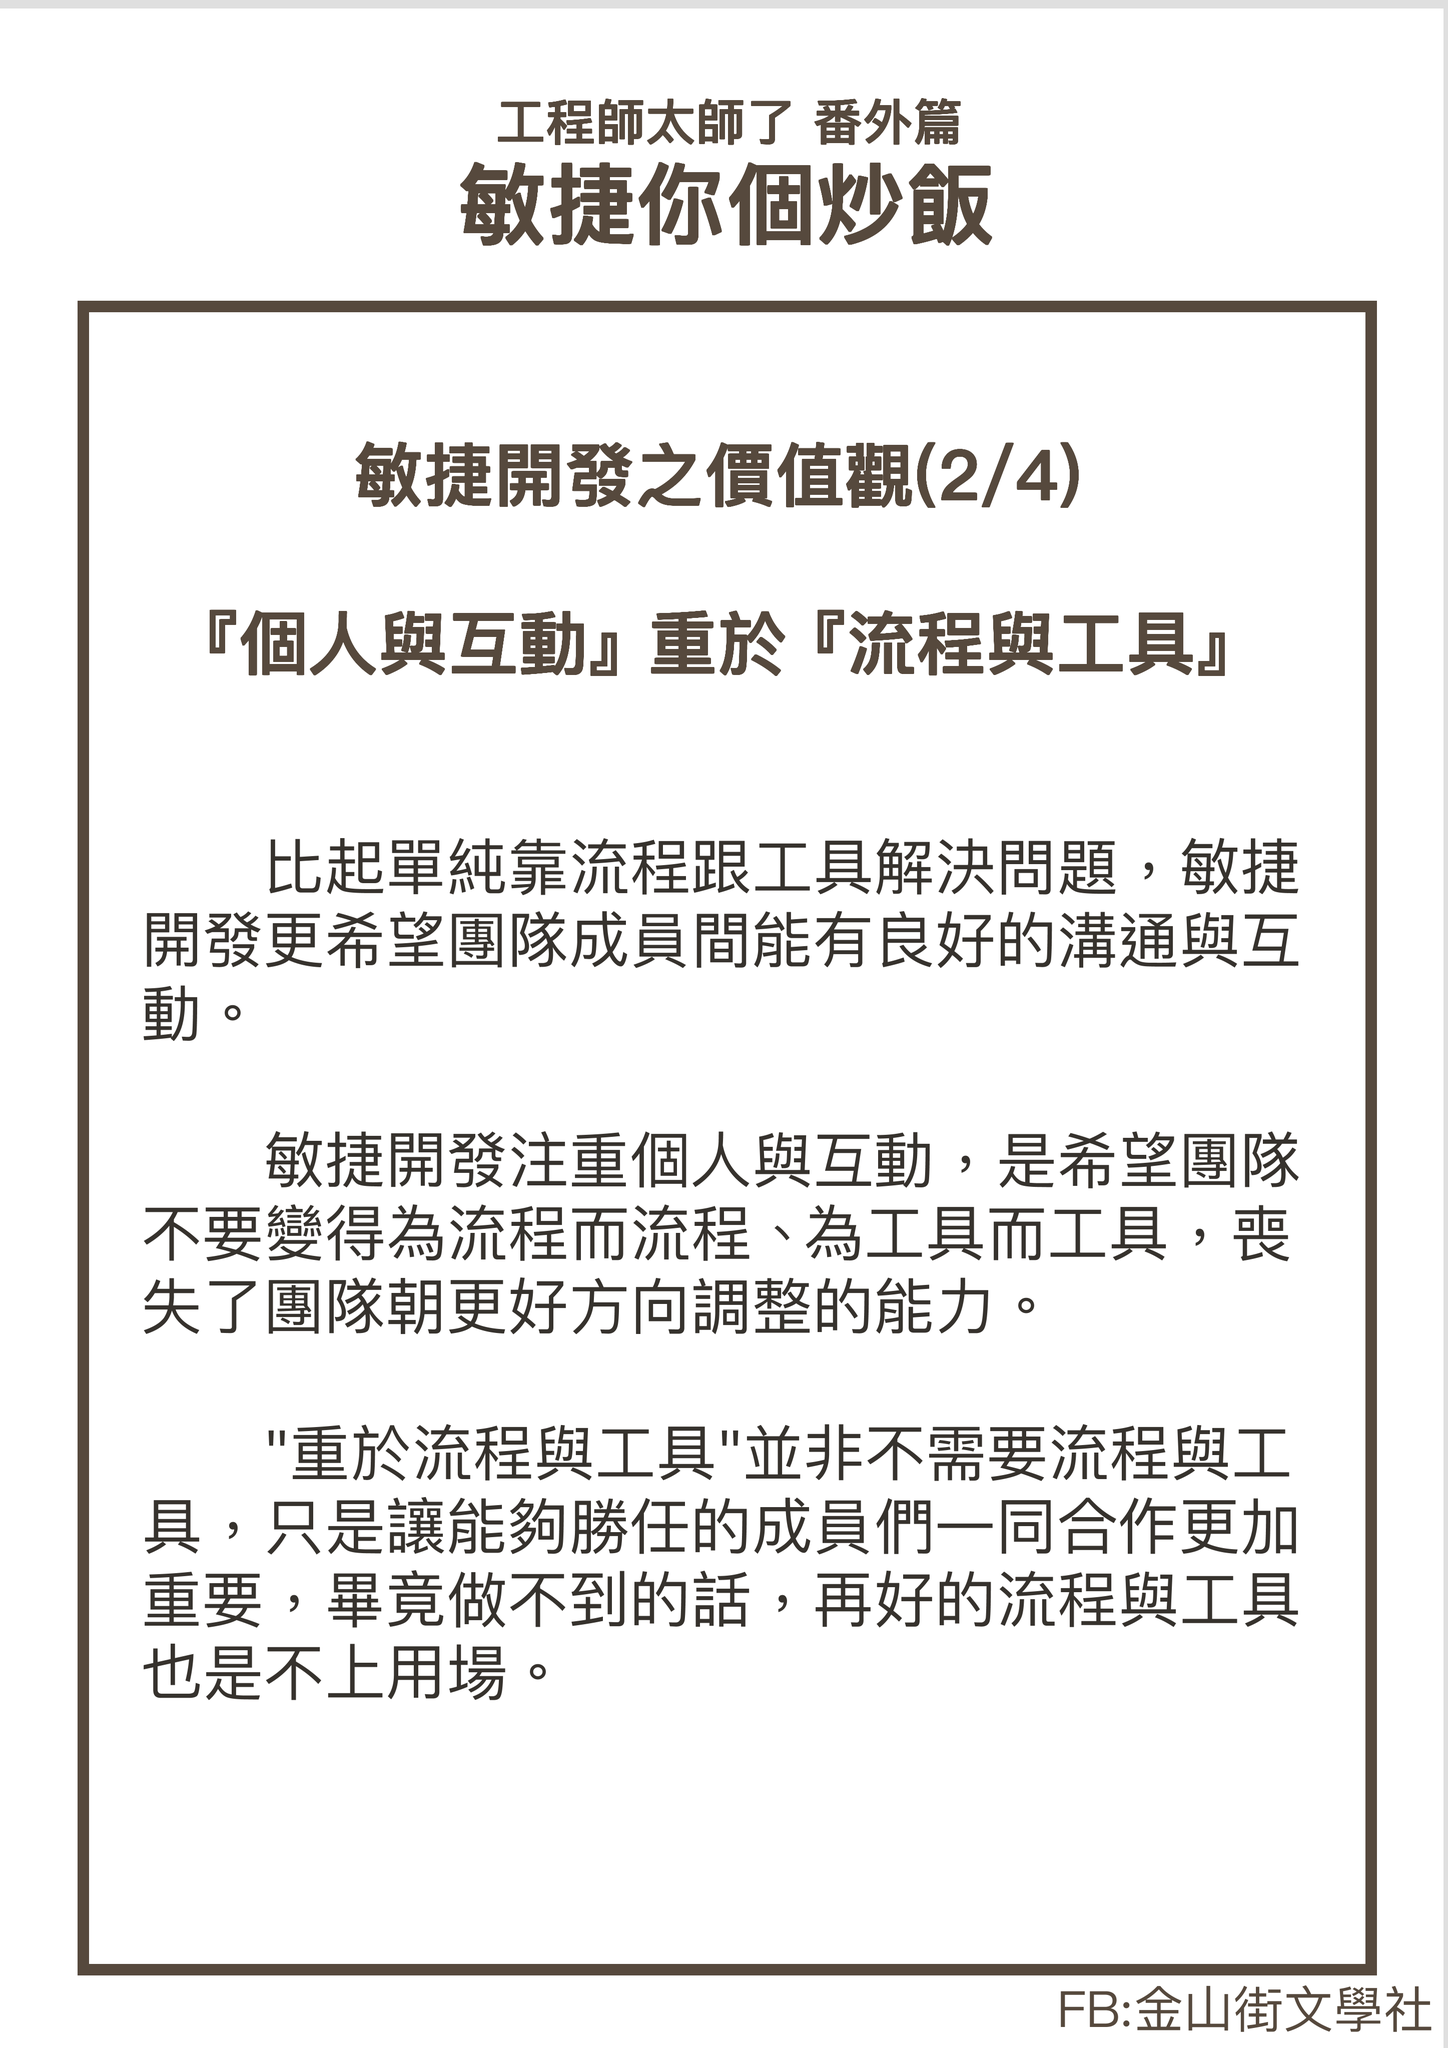 工程師太師了 番外篇
敏捷你個炒飯
敏捷開發之價值觀(2/4)
『個人與互動』重於『流程與工具』
比起單純靠流程跟工具解決問題，敏捷
開發更希望團隊成員間能有良好的溝通與互
動。
敏捷開發注重個人與互動，是希望團隊
不要變得為流程而流程、為工具而工具，喪
失了團隊朝更好方向調整的能力。
"重於流程與工具"並非不需要流程與工
具，只是讓能夠勝任的成員們一同合作更加
重要，畢竟做不到的話，再好的流程與工具
也是不上用場。
FB:金山街文學社